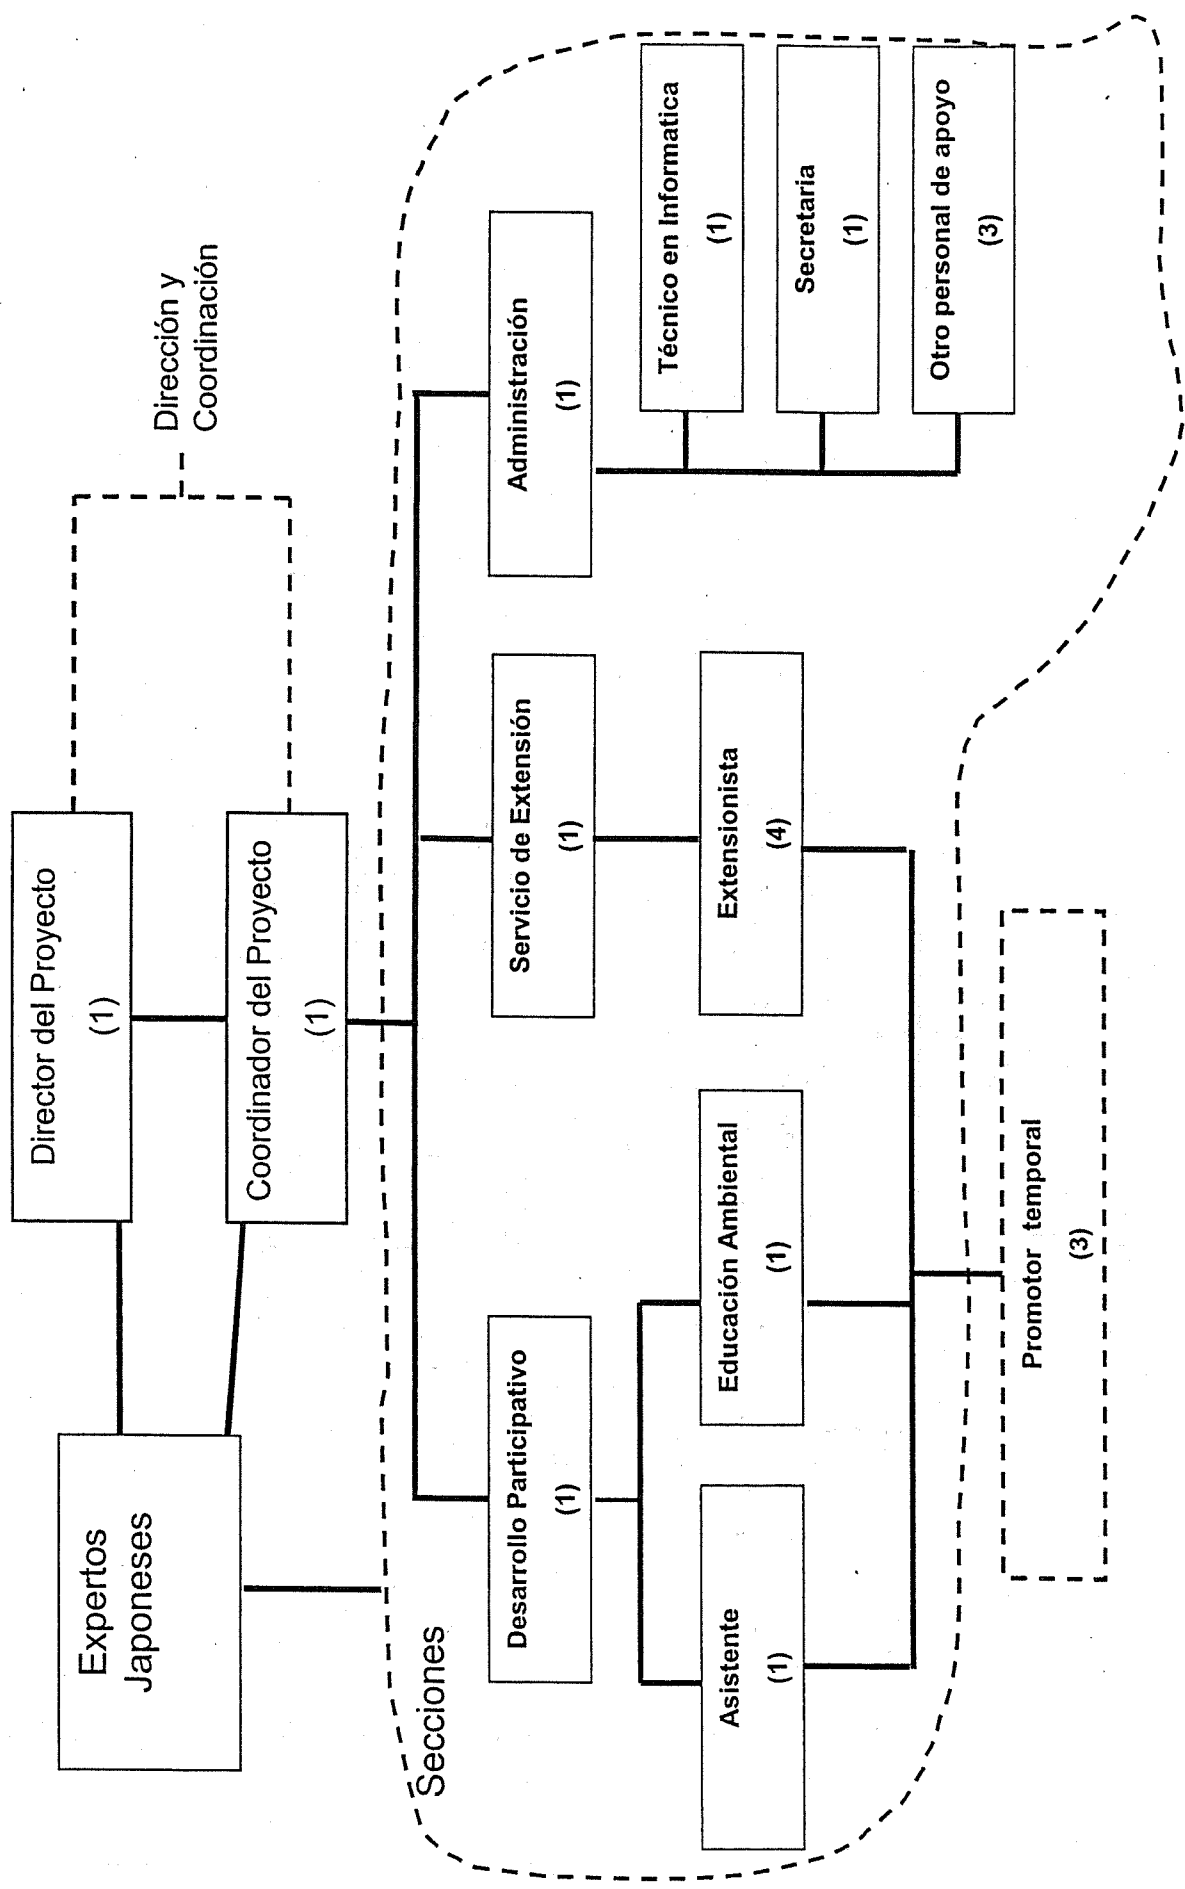 Director del Proyecto
(1)
Expertos
Japoneses
Dirección y
Coordinación
Coordinador del Proyecto
(1)
Secciones
Desarrollo Participativo
(1)
Servicio de Extensión
(1)
Administración
(1)
Asistente
(1)
Educación Ambiental
(1)
Extensionista
(4)
Técnico en Informatica
(1)
Secretaria
(1)
Otro personal de apoyo
(3)
Promotor temporal
(3)